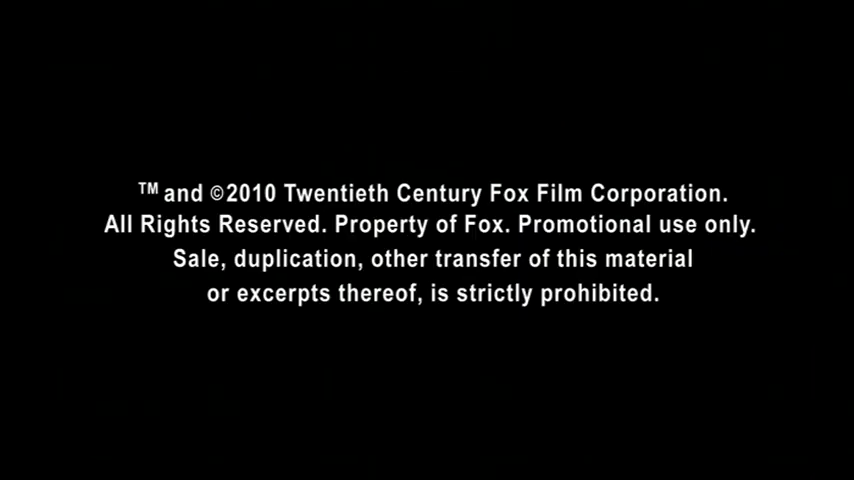 ™ and ©2010 Twentieth Century Fox Film Corporation.
All Rights Reserved. Property of Fox. Promotional use only.
Sale, duplication, other transfer of this material
or excerpts thereof, is strictly prohibited.